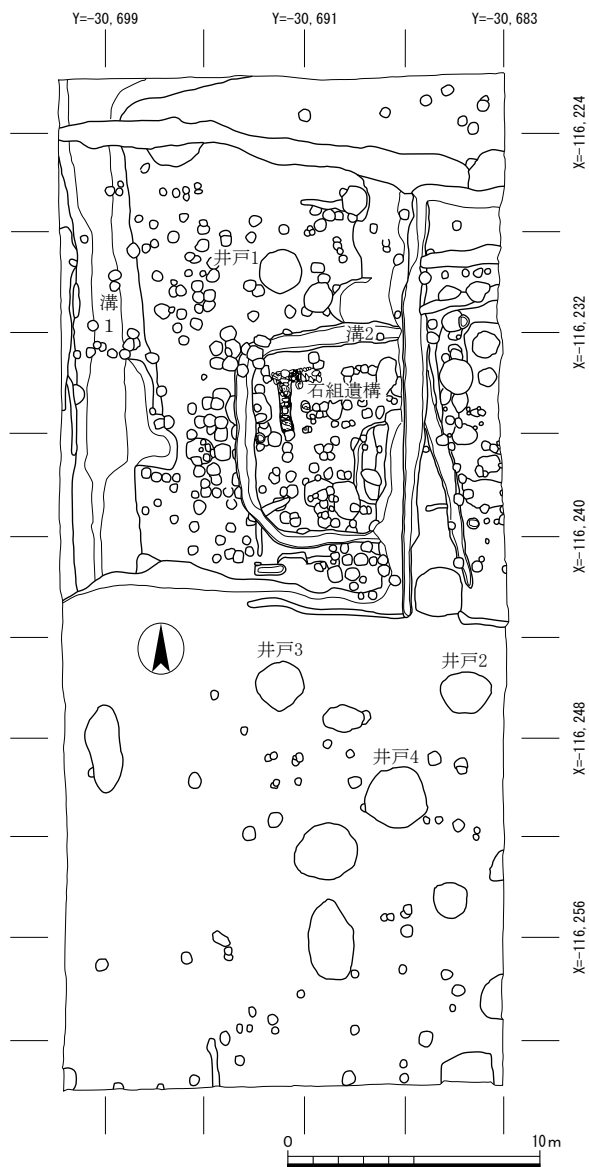 Y=-30,699
Y=-30,691
Y=-30,683
X=-116,224
井戸1
溝1
X=-116,232
溝2
石組遺構
X=-116,240
井戸3
井戸2
X=-116,248
井戸4
X=-116,256
0
10m